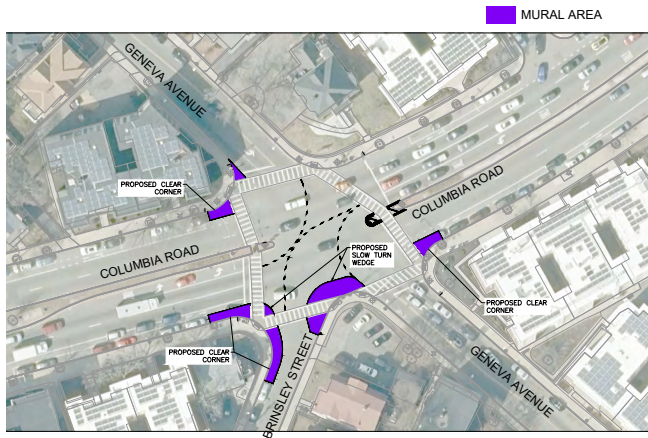 MURAL AREA
GENEVA AVENUE
PROPOSED CLEAR
CORNER
COLUMBIA ROAD
COLUMBIA ROAD
PROPOSED
SLOW TURN
WEDGE
PROPOSED CLEAR
CORNER
PROPOSED CLEAR
CORNER
BRINSLEY STREET
GENEVA AVENUE